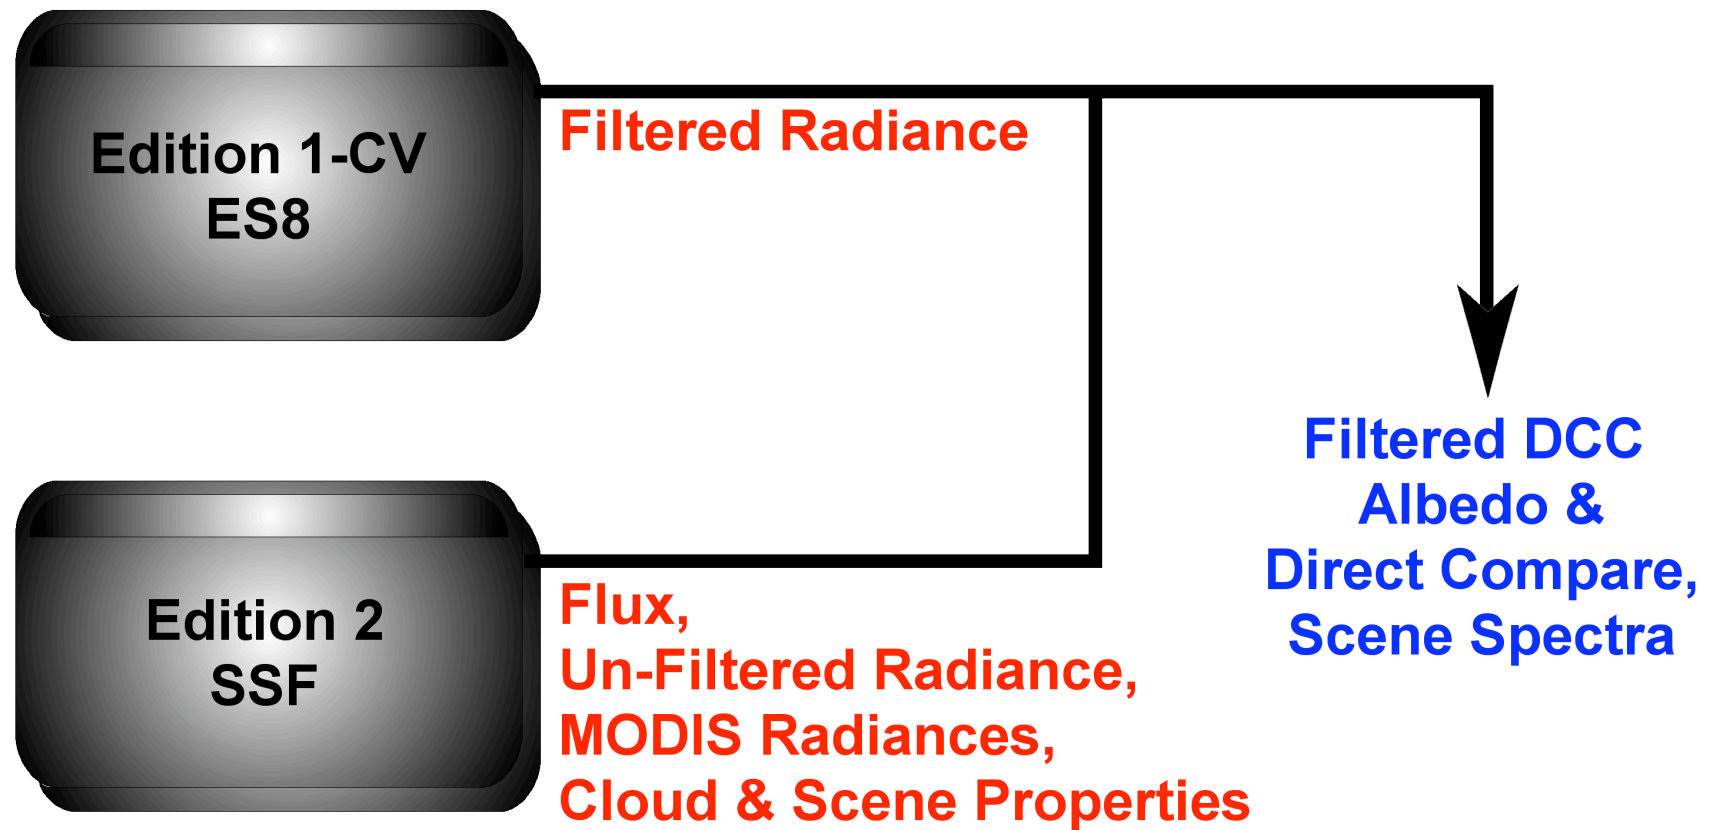 Edition 1-CV
ES8
Filtered Radiance
Filtered DCC
Albedo &
Direct Compare,
Scene Spectra
Edition 2
SSF
Flux,
Un-Filtered Radiance,
MODIS Radiances,
Cloud & Scene Properties